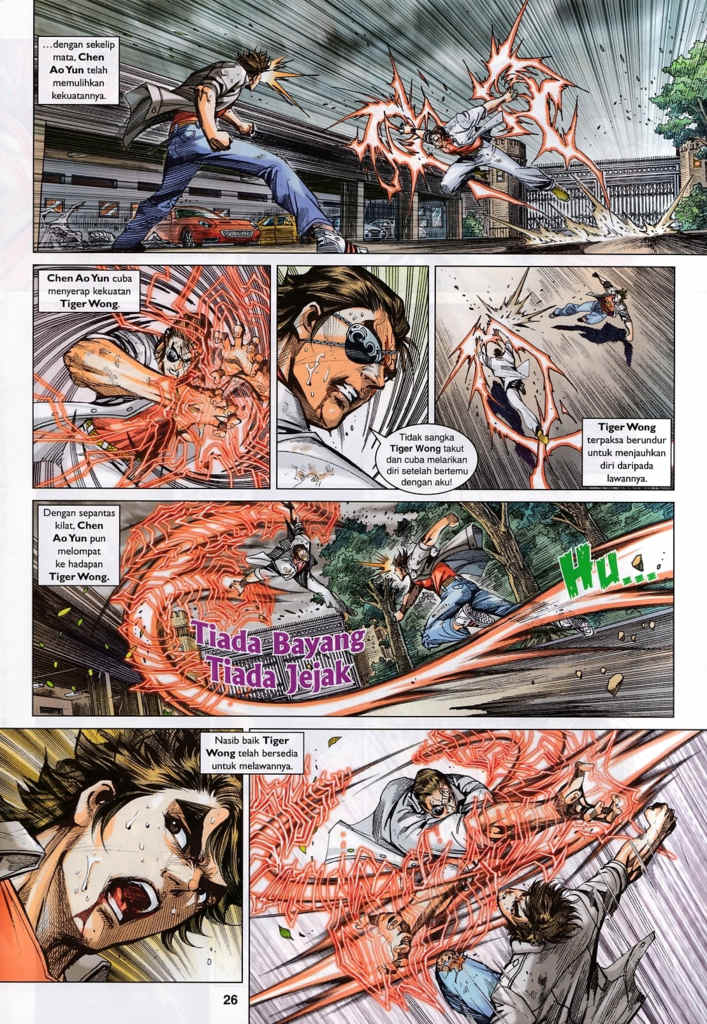 ...dengan sekelip
mata, Chen
Ao Yun telah
memulihkan
kekuatannya.
Chen Ao Yun cuba
menyerap kekuatan
Tiger Wong.
Tidak sangka
Tiger Wong takut
dan cuba melarikan
diri setelah bertemu
dengan aku!
Tiger Wong
terpaksa berundur
untuk menjauhkan
diri daripada
lawannya.
Dengan sepantas
kilat, Chen
Ao Yun pun
melompat
ke hadapan
Tiger Wong.
Hu...
Tiada Bayang
Tiada Jejak
Nasib baik Tiger
Wong telah bersedia
untuk melawannya.
26